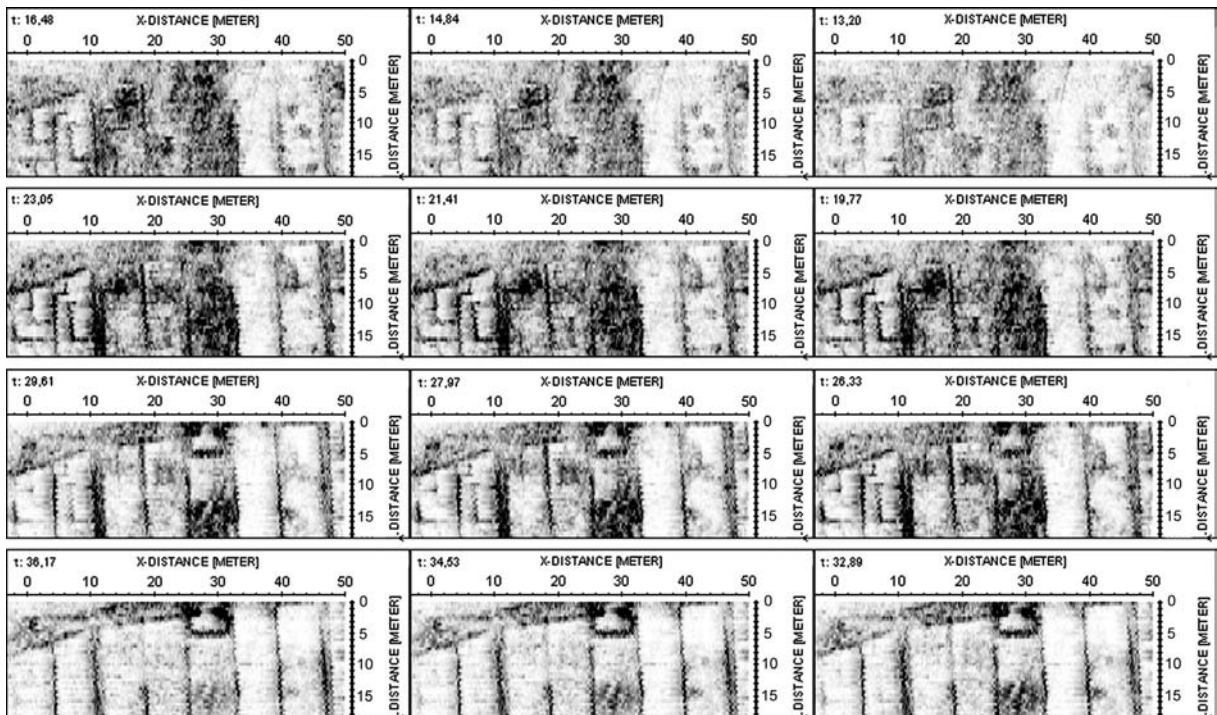 t: 16,48 X-DISTANCE [METER] t: 14,84 X-DISTANCE [METER] t: 13,20 X-DISTANCE [METER]
0 10 20 30 40 50 0 10 20 30 40 50 0 10 20 30 40 50
0 5 10 15 DISTANCE [METER] 0 5 10 15 DISTANCE [METER] 0 5 10 15 DISTANCE [METER]
t: 23,05 X-DISTANCE [METER] t: 21,41 X-DISTANCE [METER] t: 19,77 X-DISTANCE [METER]
0 10 20 30 40 50 0 10 20 30 40 50 0 10 20 30 40 50
0 5 10 15 DISTANCE [METER] 0 5 10 15 DISTANCE [METER] 0 5 10 15 DISTANCE [METER]
t: 29,61 X-DISTANCE [METER] t: 27,97 X-DISTANCE [METER] t: 26,33 X-DISTANCE [METER]
0 10 20 30 40 50 0 10 20 30 40 50 0 10 20 30 40 50
0 5 10 15 DISTANCE [METER] 0 5 10 15 DISTANCE [METER] 0 5 10 15 DISTANCE [METER]
t: 36,17 X-DISTANCE [METER] t: 34,53 X-DISTANCE [METER] t: 32,89 X-DISTANCE [METER]
0 10 20 30 40 50 0 10 20 30 40 50 0 10 20 30 40 50
0 5 10 15 DISTANCE [METER] 0 5 10 15 DISTANCE [METER] 0 5 10 15 DISTANCE [METER]